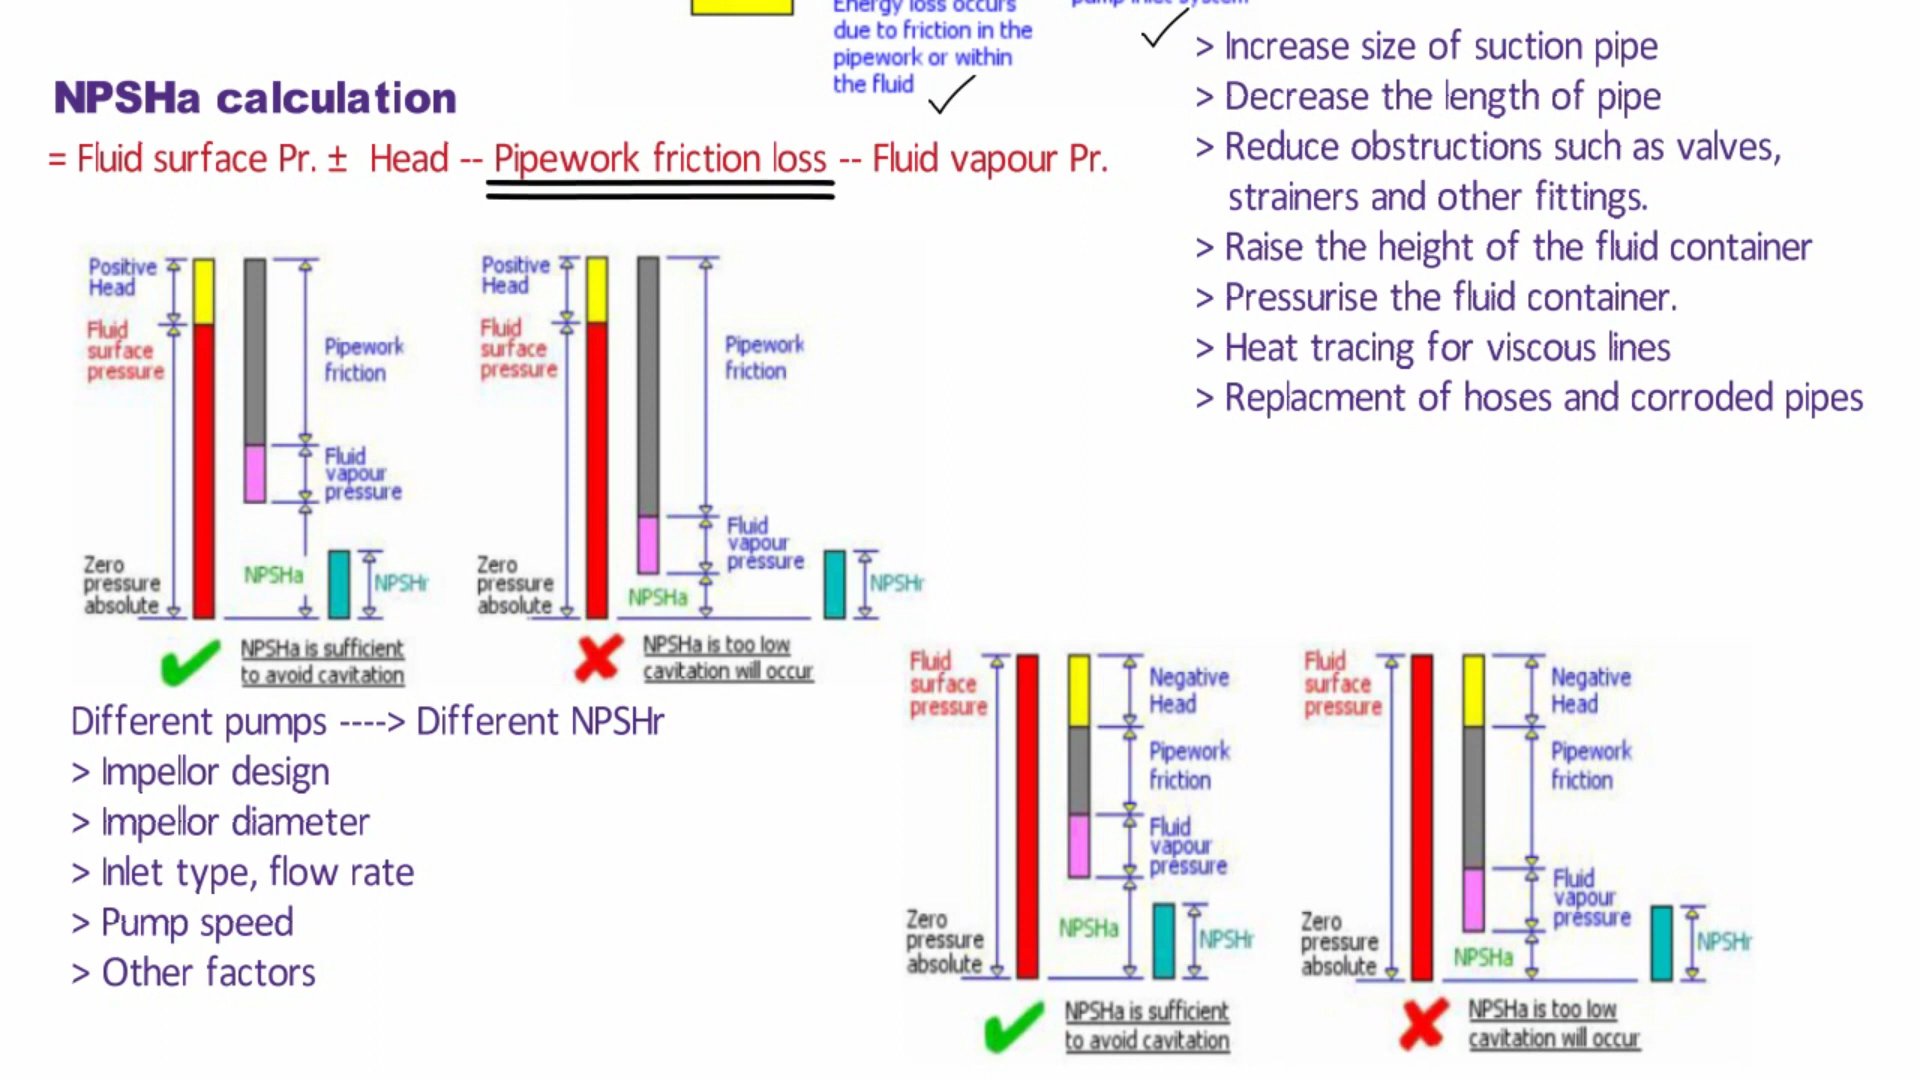 Energy loss occurs
due to friction in the
pipework or within
the fluid
pump inlet system
NPSHa calculation
= Fluid surface Pr. ± Head -- Pipework friction loss -- Fluid vapour Pr.
> Increase size of suction pipe
> Decrease the length of pipe
> Reduce obstructions such as valves,
strainers and other fittings.
> Raise the height of the fluid container
> Pressurise the fluid container.
> Heat tracing for viscous lines
> Replacment of hoses and corroded pipes
Positive
Head
Fluid
surface
pressure
Pipework
friction
Fluid
vapour
pressure
Zero
pressure
absolute
NPSHa
NPSHr
NPSHa is sufficient
to avoid cavitation
Positive
Head
Fluid
surface
pressure
Pipework
friction
Fluid
vapour
pressure
Zero
pressure
absolute
NPSHa
NPSHr
NPSHa is too low
cavitation will occur
Different pumps ----> Different NPSHr
> Impellor design
> Impellor diameter
> Inlet type, flow rate
> Pump speed
> Other factors
Fluid
surface
pressure
Negative
Head
Pipework
friction
Fluid
vapour
pressure
Zero
pressure
absolute
NPSHa
NPSHr
NPSHa is sufficient
to avoid cavitation
Fluid
surface
pressure
Negative
Head
Pipework
friction
Fluid
vapour
pressure
Zero
pressure
absolute
NPSHa
NPSHr
NPSHa is too low
cavitation will occur